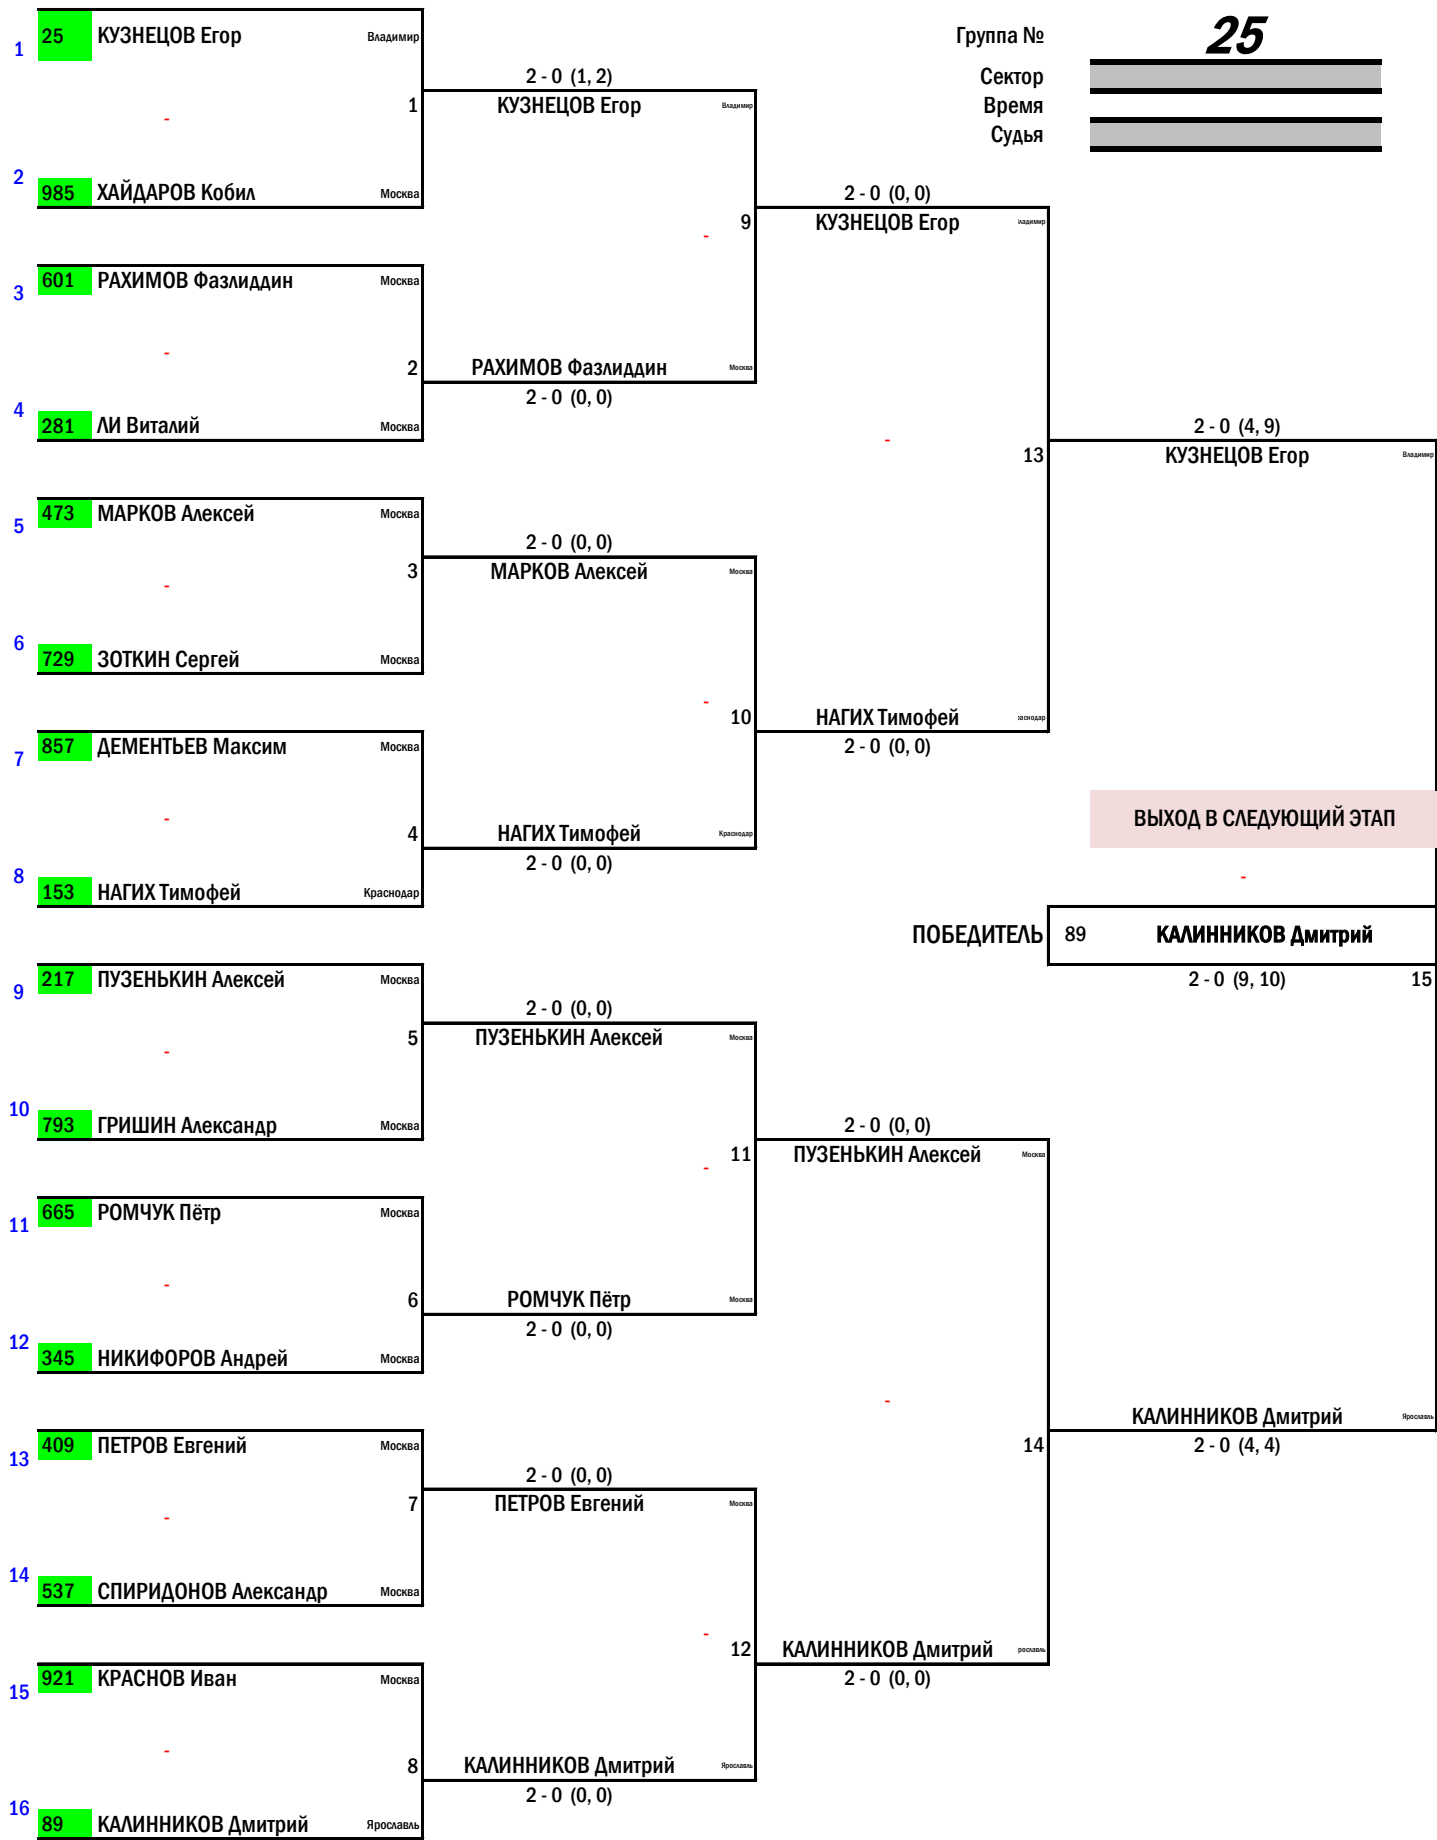 25 КУЗНЕЦОВ Егор Владимир
Группа № 25
1
Сектор
2 - 0 (1, 2)
1 КУЗНЕЦОВ Егор Владимир
Время
-
Судья
2
985 ХАЙДАРОВ Кобил Москва
2 - 0 (0, 0)
9 КУЗНЕЦОВ Егор
-
601 РАХИМОВ Фазлиддин Москва
3
-
2 РАХИМОВ Фазлиддин Москва
2 - 0 (0, 0)
4
281 ЛИ Виталий Москва
2 - 0 (4, 9)
-
13 КУЗНЕЦОВ Егор Владимир
473 МАРКОВ Алексей Москва
5
2 - 0 (0, 0)
3 МАРКОВ Алексей Москва
-
6
729 ЗОТКИН Сергей Москва
-
10 НАГИХ Тимофей
857 ДЕМЕНТЬЕВ Максим Москва
2 - 0 (0, 0)
7
-
ВЫХОД В СЛЕДУЮЩИЙ ЭТАП
4 НАГИХ Тимофей Краснодар
2 - 0 (0, 0)
8
-
153 НАГИХ Тимофей Краснодар
ПОБЕДИТЕЛЬ 89 КАЛИННИКОВ Дмитрий
217 ПУЗЕНЬКИН Алексей Москва
2 - 0 (9, 10) 15
9
2 - 0 (0, 0)
5 ПУЗЕНЬКИН Алексей Москва
-
10
793 ГРИШИН Александр Москва
2 - 0 (0, 0)
11 ПУЗЕНЬКИН Алексей Москва
-
665 РОМЧУК Пётр Москва
11
-
6 РОМЧУК Пётр Москва
2 - 0 (0, 0)
12
345 НИКИФОРОВ Андрей Москва
-
КАЛИННИКОВ Дмитрий Ярославль
409 ПЕТРОВ Евгений Москва
14 2 - 0 (4, 4)
13
2 - 0 (0, 0)
7 ПЕТРОВ Евгений Москва
-
14
537 СПИРИДОНОВ Александр Москва
-
12 КАЛИННИКОВ Дмитрий
921 КРАСНОВ Иван Москва
2 - 0 (0, 0)
15
-
8 КАЛИННИКОВ Дмитрий Ярославль
2 - 0 (0, 0)
16
89 КАЛИННИКОВ Дмитрий Ярославль